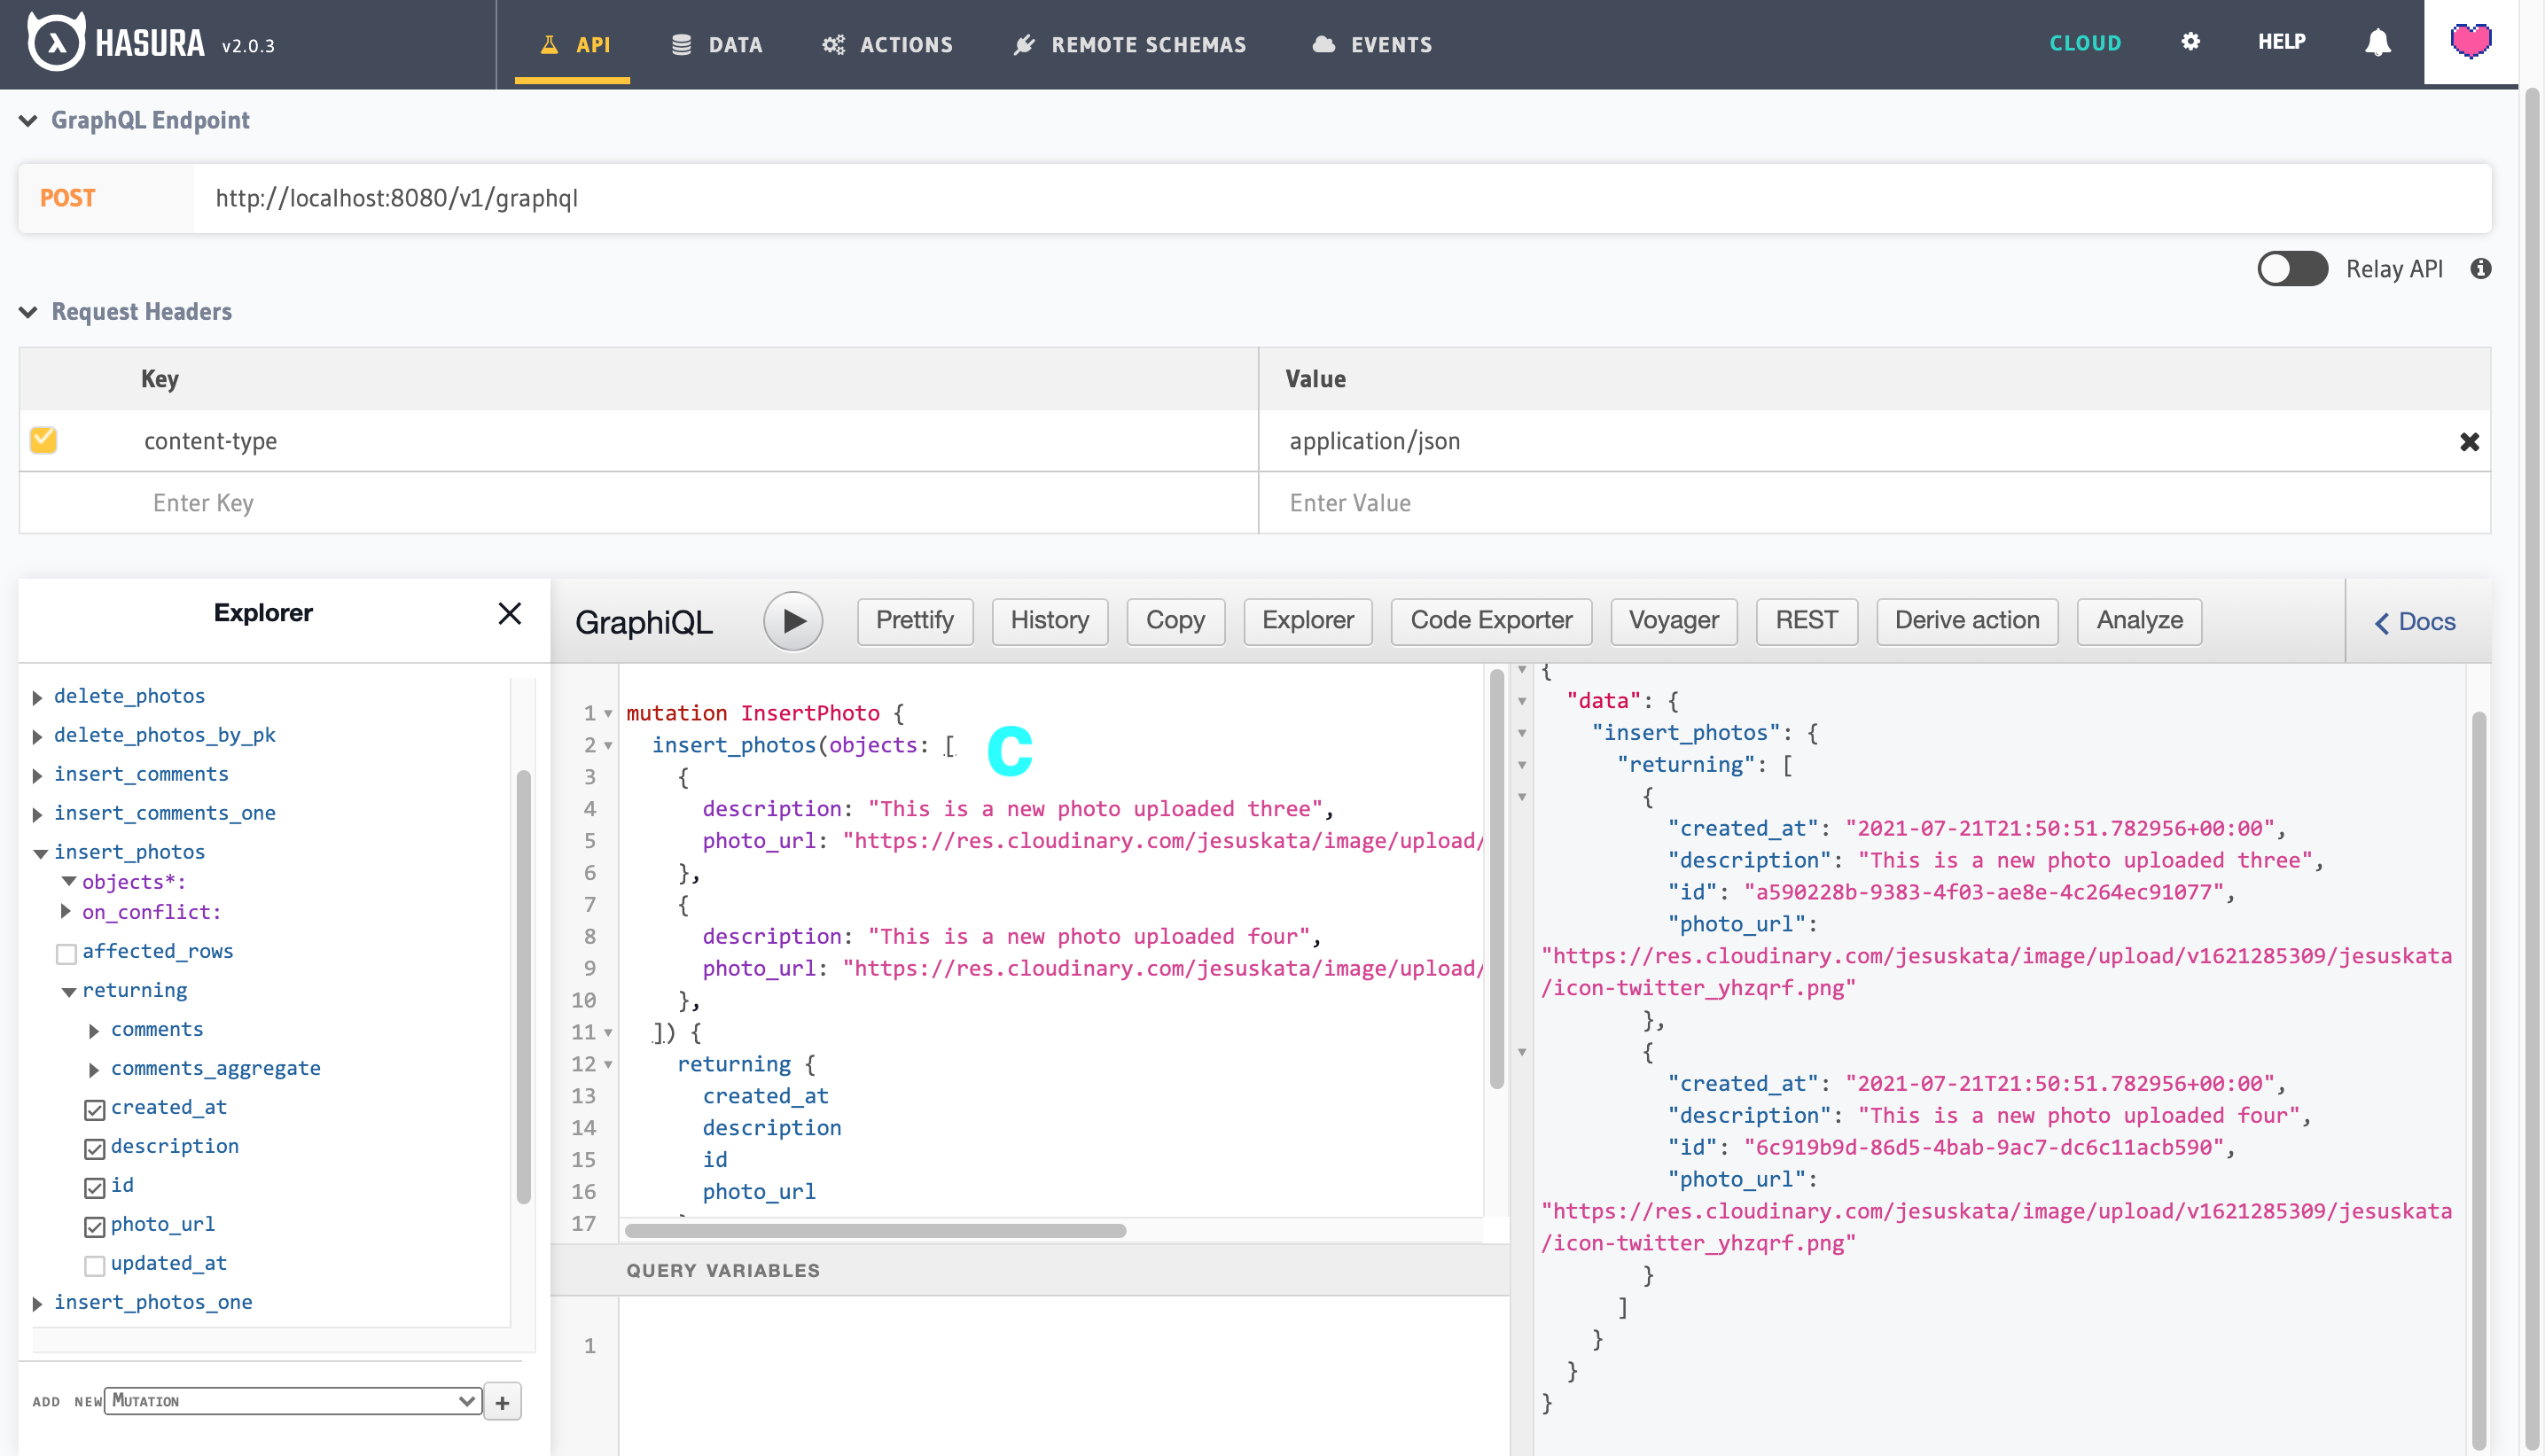 HASURA v2.0.3 API DATA ACTIONS REMOTE SCHEMAS EVENTS CLOUD HELP
GraphQL Endpoint
POST http://localhost:8080/v1/graphql
Relay API
Request Headers
Key Value
content-type application/json
Enter Key Enter Value
Explorer
delete_photos
delete_photos_by_pk
insert_comments
insert_comments_one
insert_photos
objects*:
on_conflict:
affected_rows
returning
comments
comments_aggregate
created_at
description
id
photo_url
updated_at
insert_photos_one
ADD NEW MUTATION +
GraphiQL Prettify History Copy Explorer Code Exporter Voyager REST Derive action Analyze Docs
1 mutation InsertPhoto {
2 insert_photos(objects: [
C
3 {
4 description: "This is a new photo uploaded three",
5 photo_url: "https://res.cloudinary.com/jesuskata/image/upload/
6 },
7 {
8 description: "This is a new photo uploaded four",
9 photo_url: "https://res.cloudinary.com/jesuskata/image/upload/
10 },
11 ]) {
12 returning {
13 created_at
14 description
15 id
16 photo_url
17
QUERY VARIABLES
1
{
"data": {
"insert_photos": {
"returning": [
{
"created_at": "2021-07-21T21:50:51.782956+00:00",
"description": "This is a new photo uploaded three",
"id": "a590228b-9383-4f03-ae8e-4c264ec91077",
"photo_url":
"https://res.cloudinary.com/jesuskata/image/upload/v1621285309/jesuskata
/icon-twitter_yhzqrf.png"
},
{
"created_at": "2021-07-21T21:50:51.782956+00:00",
"description": "This is a new photo uploaded four",
"id": "6c919b9d-86d5-4bab-9ac7-dc6c11acb590",
"photo_url":
"https://res.cloudinary.com/jesuskata/image/upload/v1621285309/jesuskata
/icon-twitter_yhzqrf.png"
}
]
}
}
}